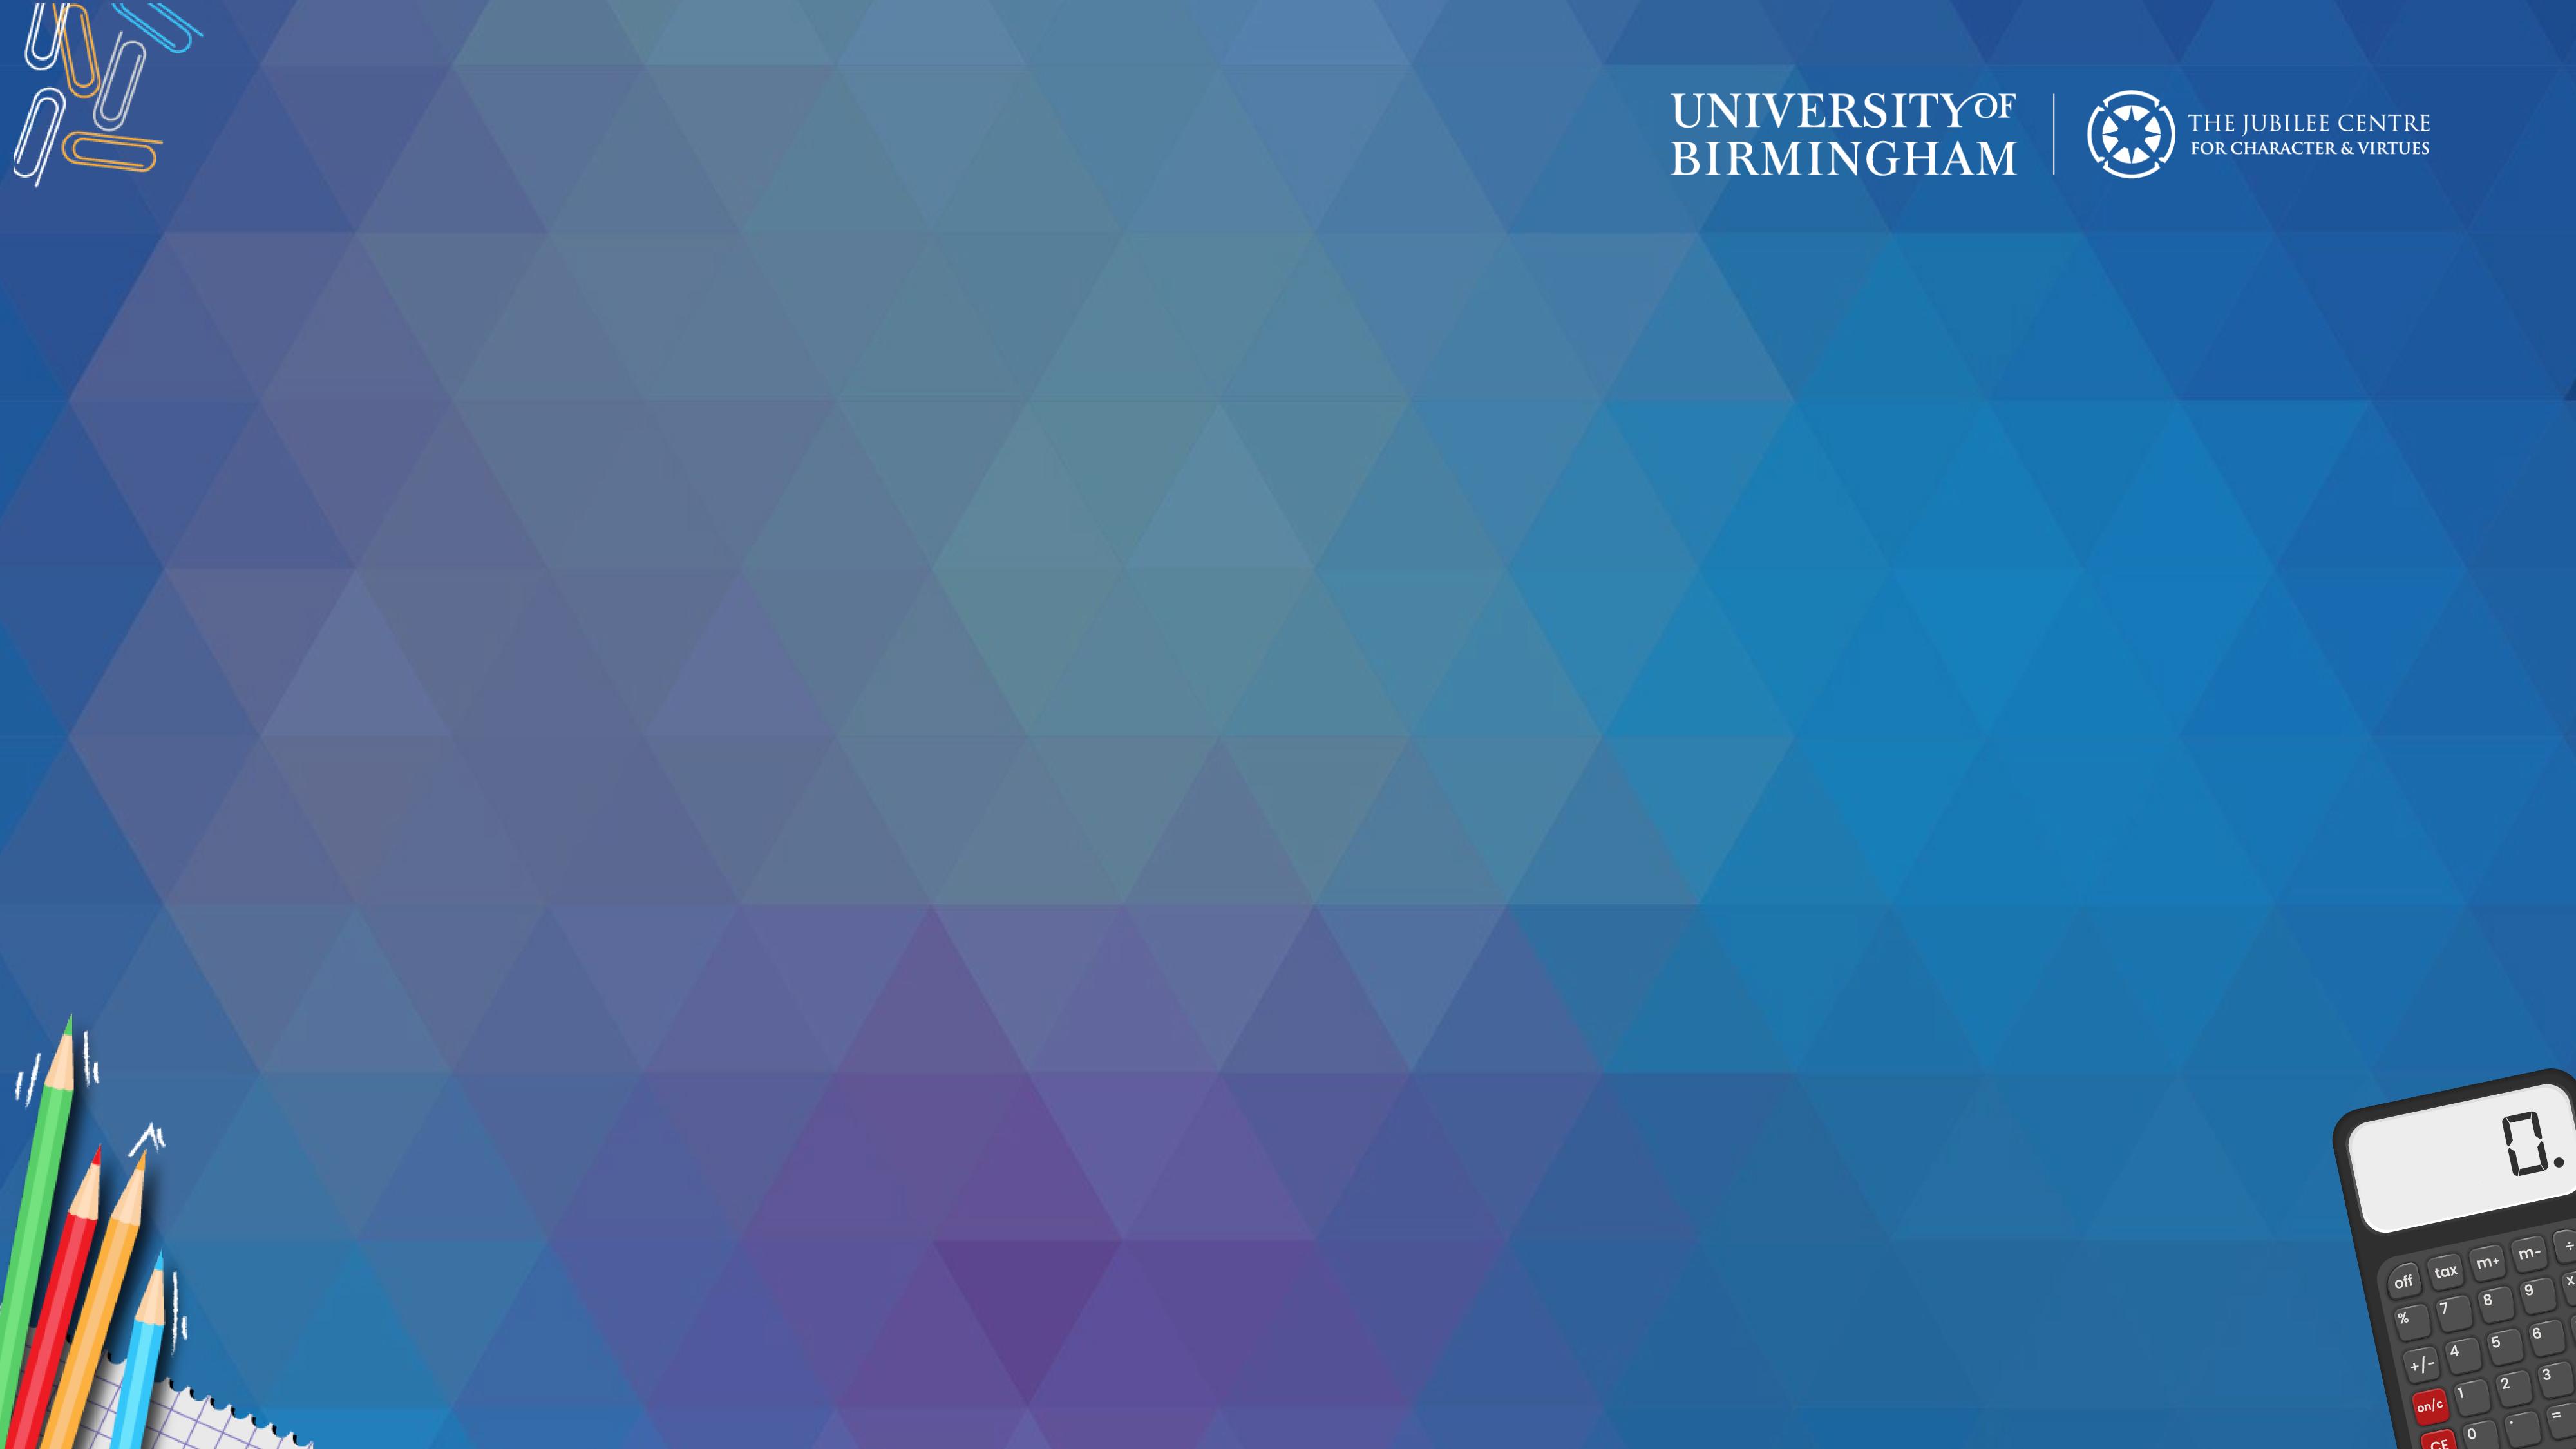 UNIVERSITY OF
BIRMINGHAM
THE JUBILEE CENTRE
FOR CHARACTER & VIRTUES
0.
off tax m+ m- ÷
% 7 8 9 x
+/- 4 5 6
on/c 1 2 3
CE 0 . =